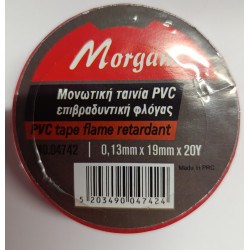 Morgan
Μονωτική ταινία PVC
επιβραδυντική φλόγας
PVC tape flame retardant
0,13mm x 19mm x 20Y
Made in PRC
5 203490 047424